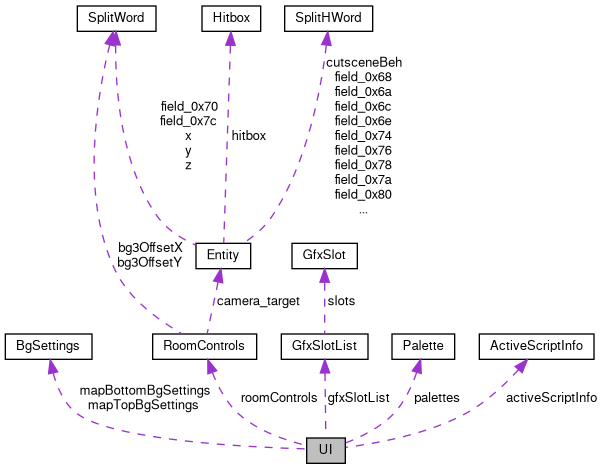 SplitWord
Hitbox
SplitHWord
cutsceneBeh
field_0x68
field_0x6a
field_0x6c
field_0x6e
field_0x74
field_0x76
field_0x78
field_0x7a
field_0x80
...
field_0x70
field_0x7c
x
y
z
hitbox
bg3OffsetX
bg3OffsetY
Entity
GfxSlot
camera_target
slots
BgSettings
RoomControls
GfxSlotList
Palette
ActiveScriptInfo
mapBottomBgSettings
mapTopBgSettings
roomControls
gfxSlotList
palettes
activeScriptInfo
UI